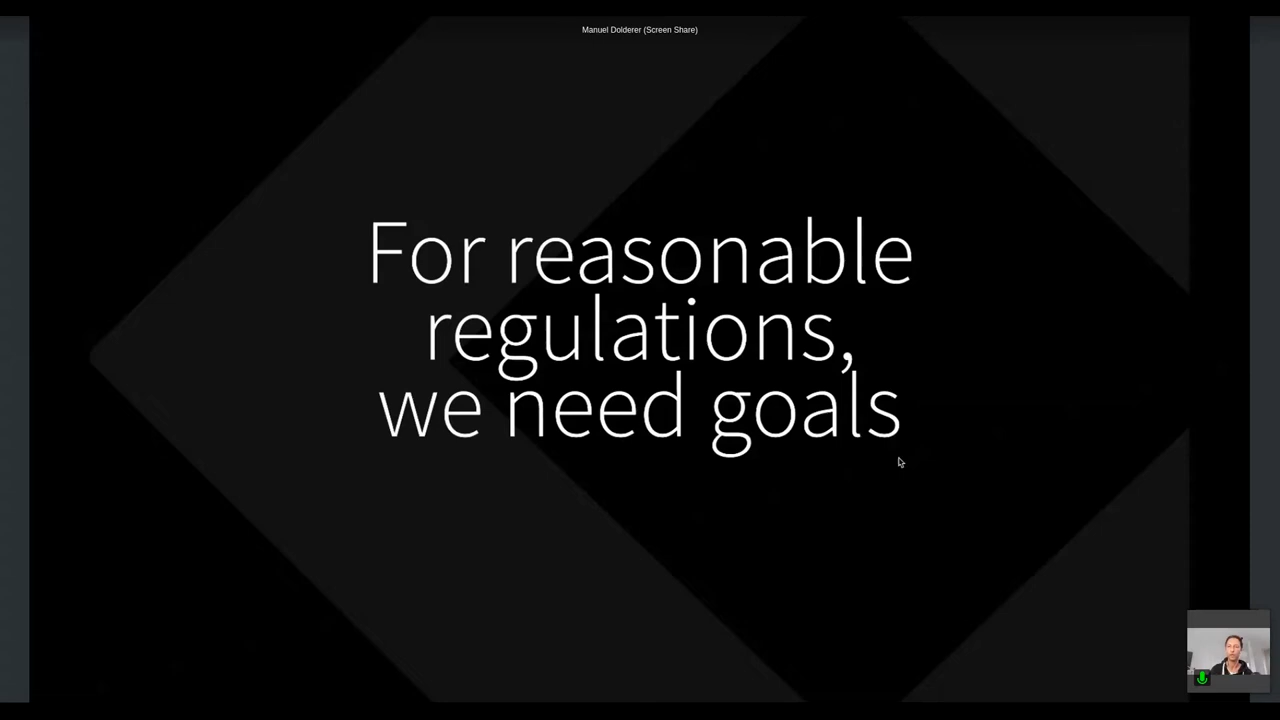 Manuel Dolderer (Screen Share)
For reasonable
regulations,
we need goals